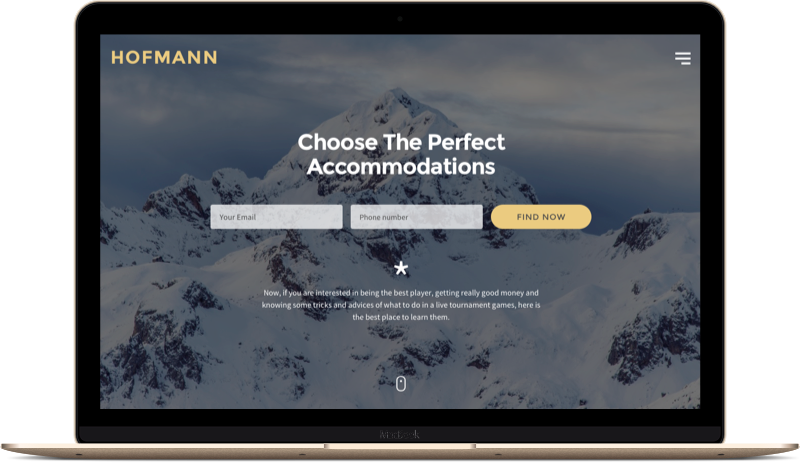 HOFMANN
Choose The Perfect
Accommodations
Your Email
Phone number
FIND NOW
Now, if you are interested in being the best player, getting really good money and
knowing some tricks and advices of what to do in a live tournament games, here is
the best place to learn them.